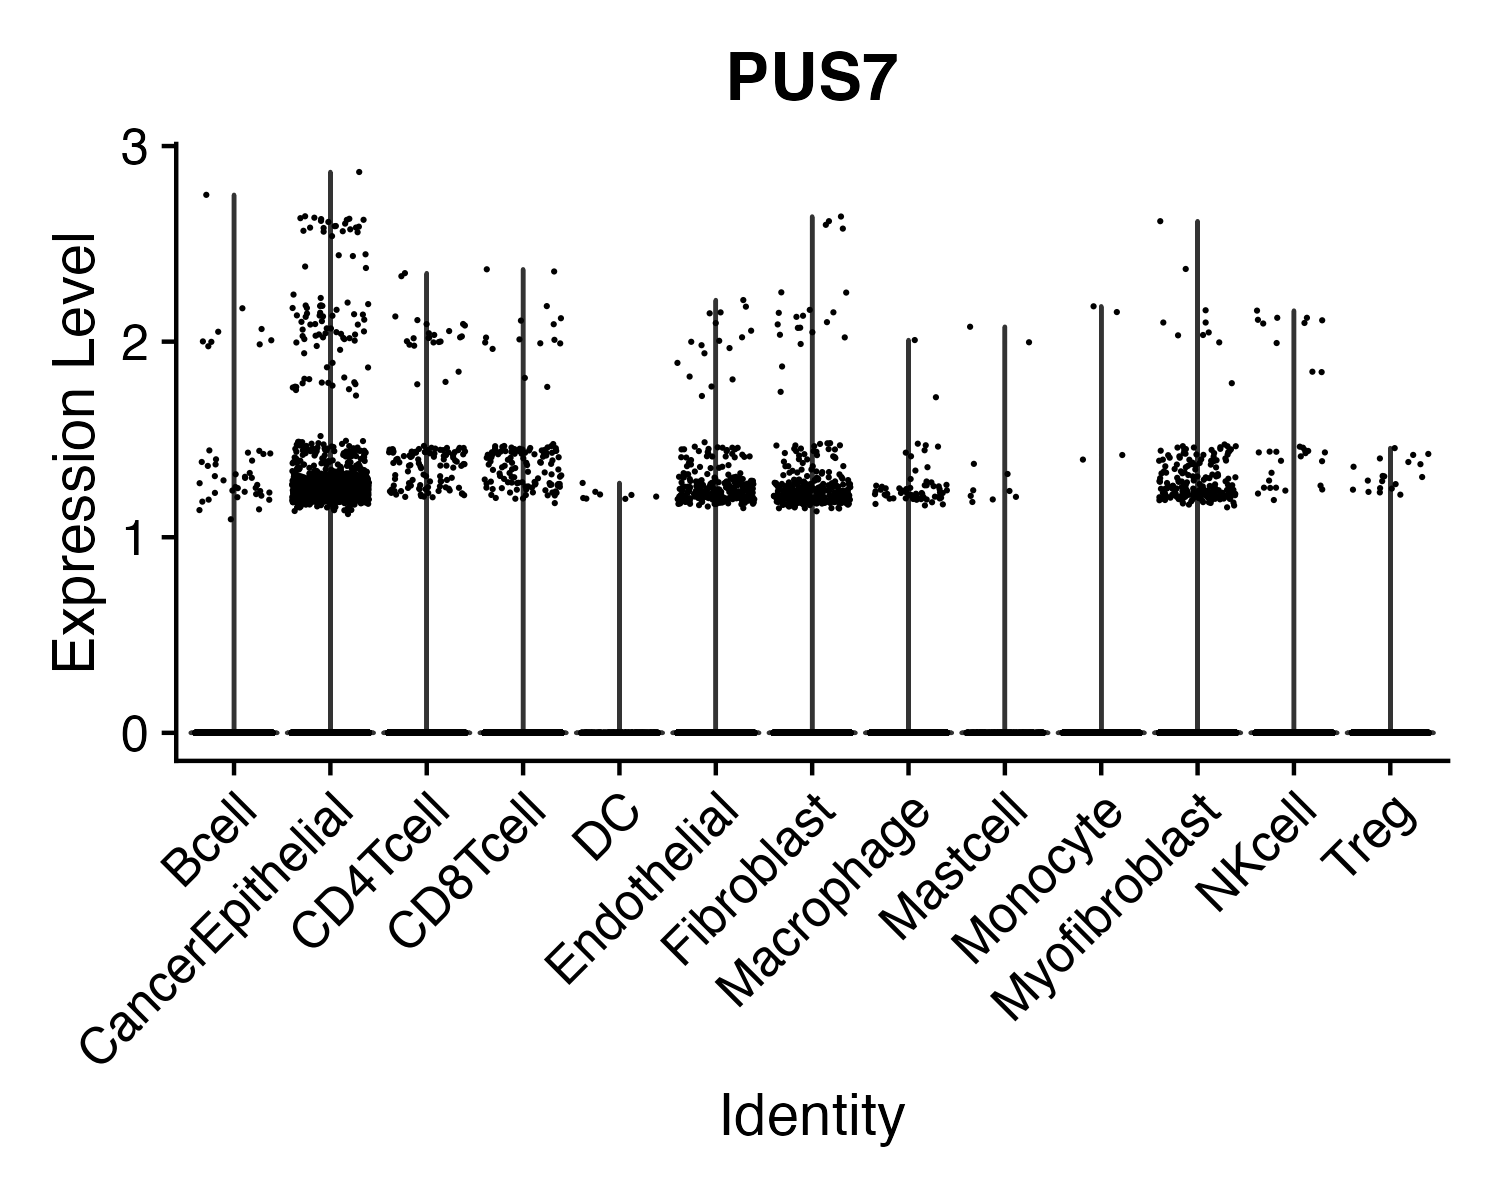 PUS7
Expression Level
3
2
1
0
Bcell
CancerEpithelial
CD4Tcell
CD8Tcell
DC
Endothelial
Fibroblast
Macrophage
Mastcell
Monocyte
Myofibroblast
NKcell
Treg
Identity